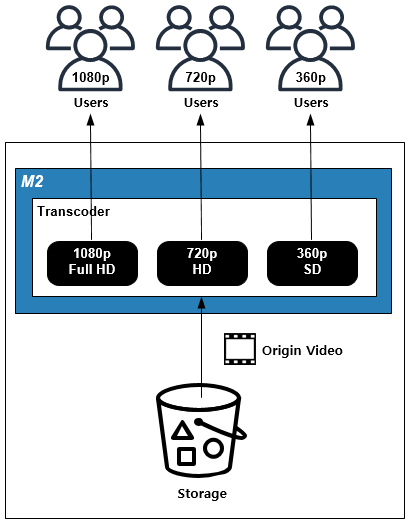 1080p
720p
360p
Users
Users
Users
M2
Transcoder
1080p
Full HD
720p
HD
360p
SD
Origin Video
Storage